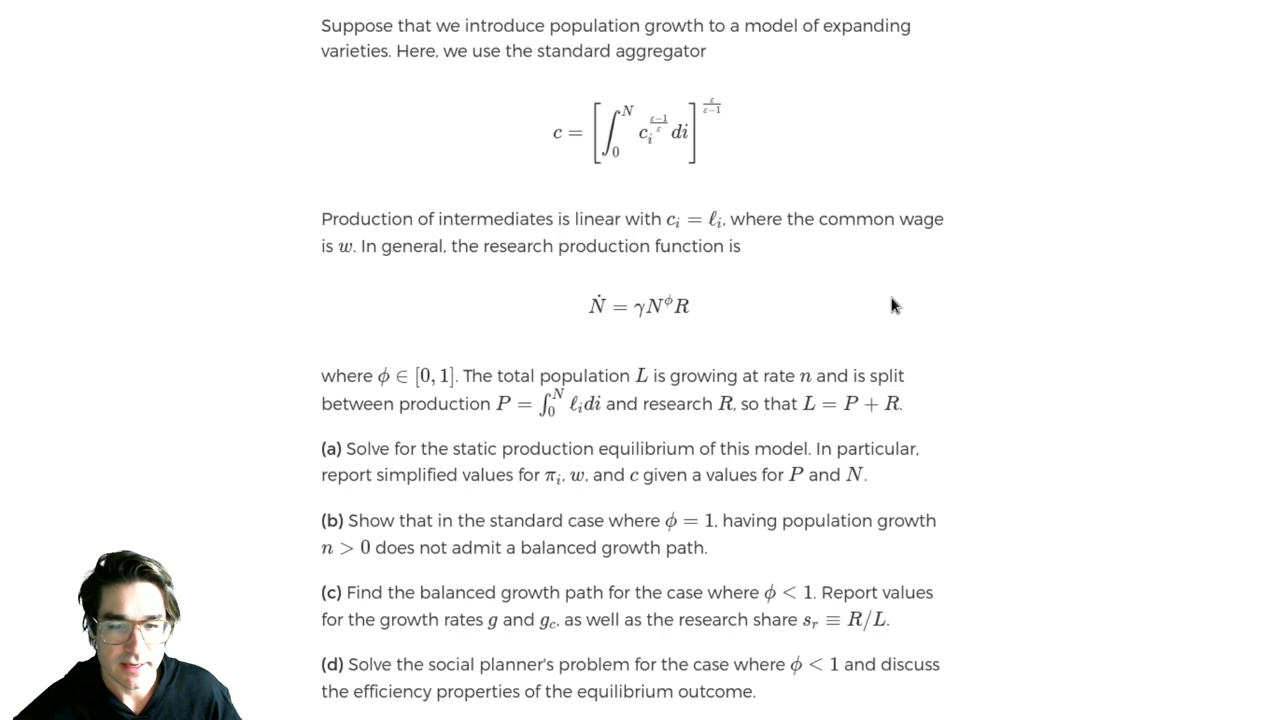 Suppose that we introduce population growth to a model of expanding
varieties. Here, we use the standard aggregator
c = [∫₀ᴺ c_i^{(ε−1)/ε} di]^{ε/(ε−1)}
Production of intermediates is linear with c_i = ℓ_i, where the common wage
is w. In general, the research production function is
Ṅ = γN^ϕ R
where ϕ ∈ [0, 1]. The total population L is growing at rate n and is split
between production P = ∫₀ᴺ ℓ_i di and research R, so that L = P + R.
(a) Solve for the static production equilibrium of this model. In particular,
report simplified values for π_i, w, and c given a values for P and N.
(b) Show that in the standard case where ϕ = 1, having population growth
n > 0 does not admit a balanced growth path.
(c) Find the balanced growth path for the case where ϕ < 1. Report values
for the growth rates g and g_c, as well as the research share s_r ≡ R/L.
(d) Solve the social planner's problem for the case where ϕ < 1 and discuss
the efficiency properties of the equilibrium outcome.